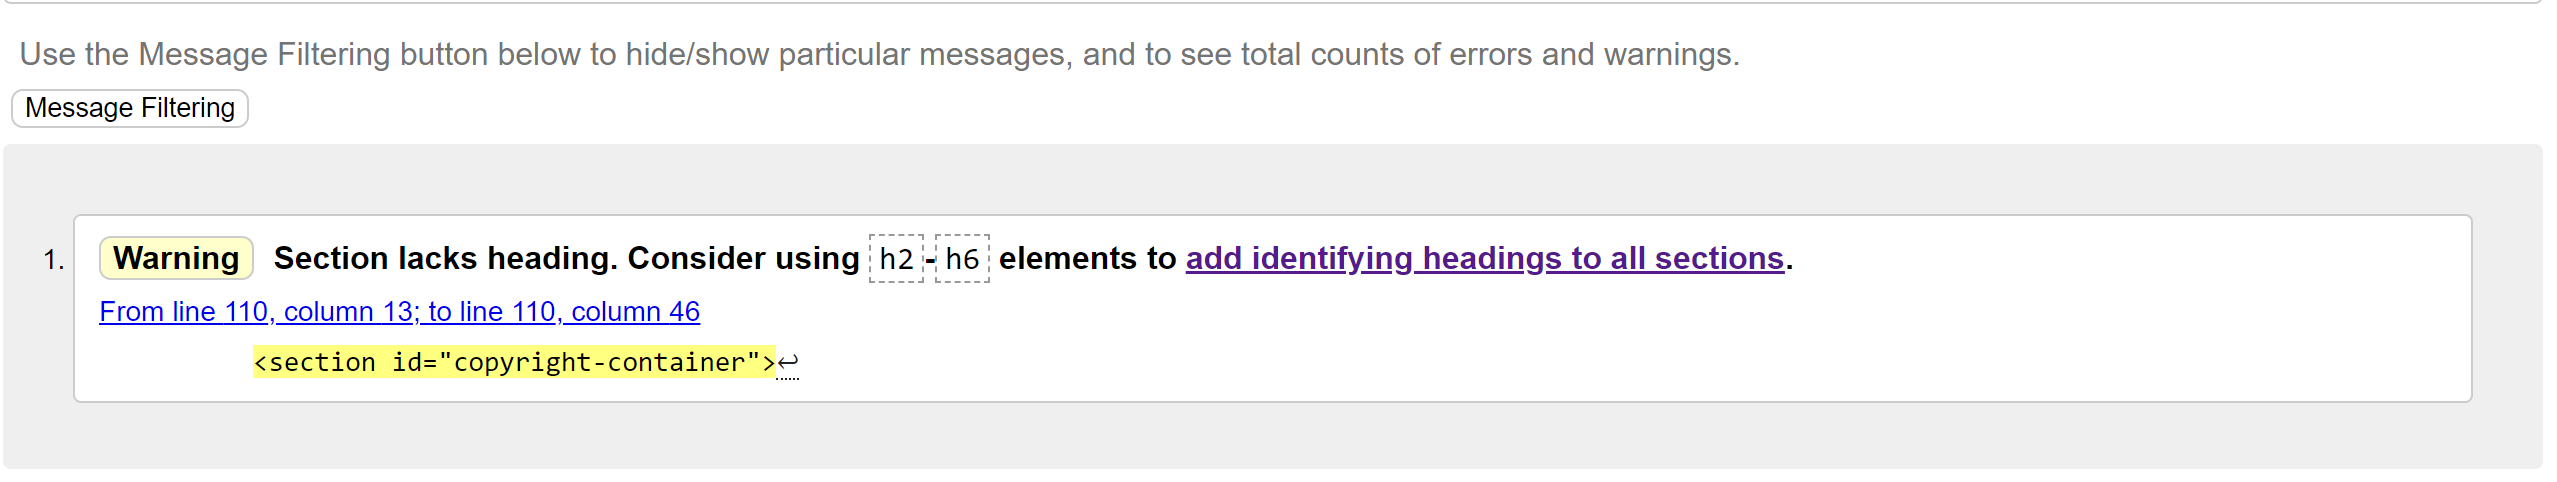 Use the Message Filtering button below to hide/show particular messages, and to see total counts of errors and warnings.
Message Filtering
1. Warning Section lacks heading. Consider using h2-h6 elements to add identifying headings to all sections.
From line 110, column 13; to line 110, column 46
<section id="copyright-container">↩